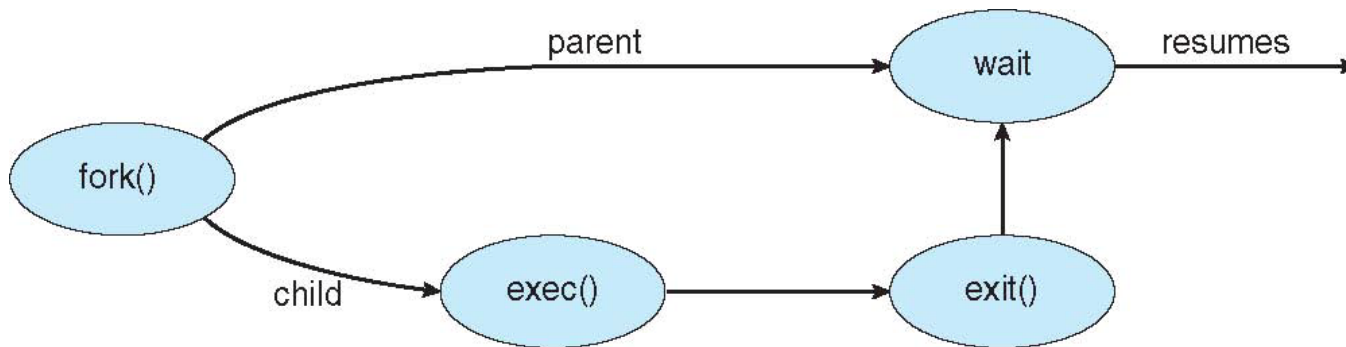 parent
wait
resumes
fork()
child
exec()
exit()